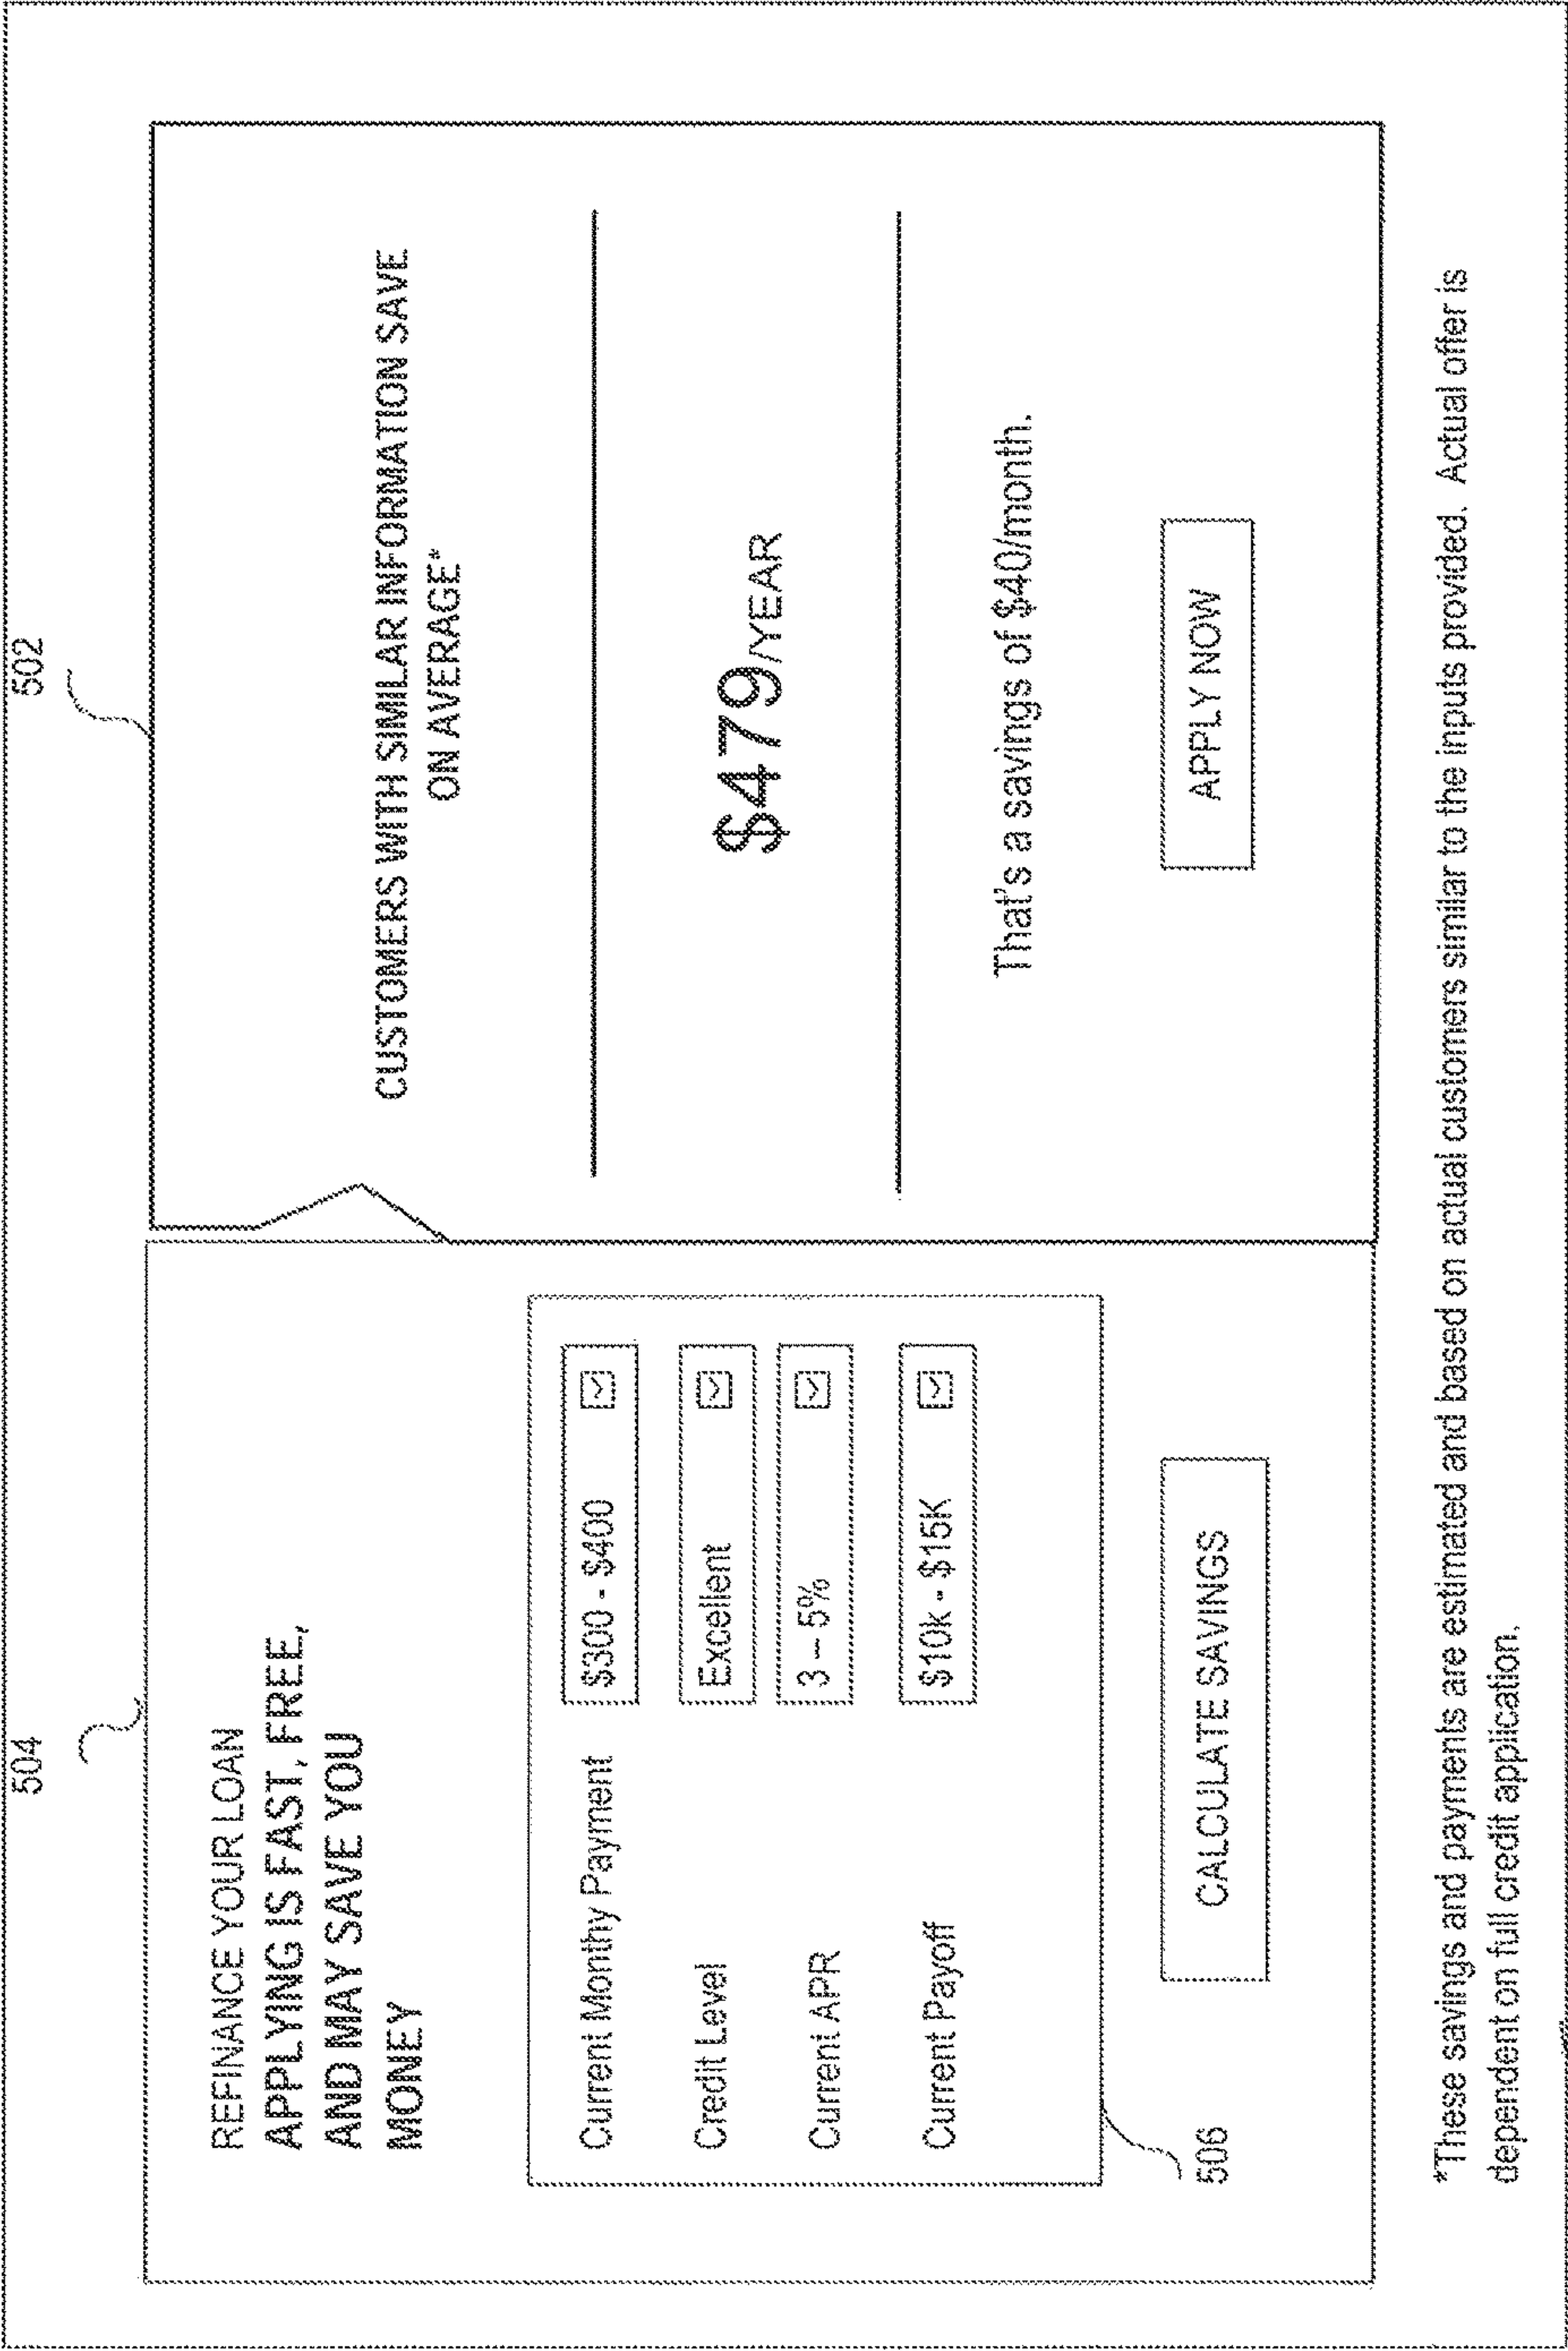 504
REFINANCE YOUR LOAN
APPLYING IS FAST, FREE,
AND MAY SAVE YOU
MONEY
Current Monthy Payment
$300 - $400
Credit Level
Excellent
Current APR
3 – 5%
Current Payoff
$10k - $15K
506
CALCULATE SAVINGS
502
CUSTOMERS WITH SIMILAR INFORMATION SAVE
ON AVERAGE*
$479/YEAR
That's a savings of $40/month.
APPLY NOW
*These savings and payments are estimated and based on actual customers similar to the inputs provided. Actual offer is
dependent on full credit application.